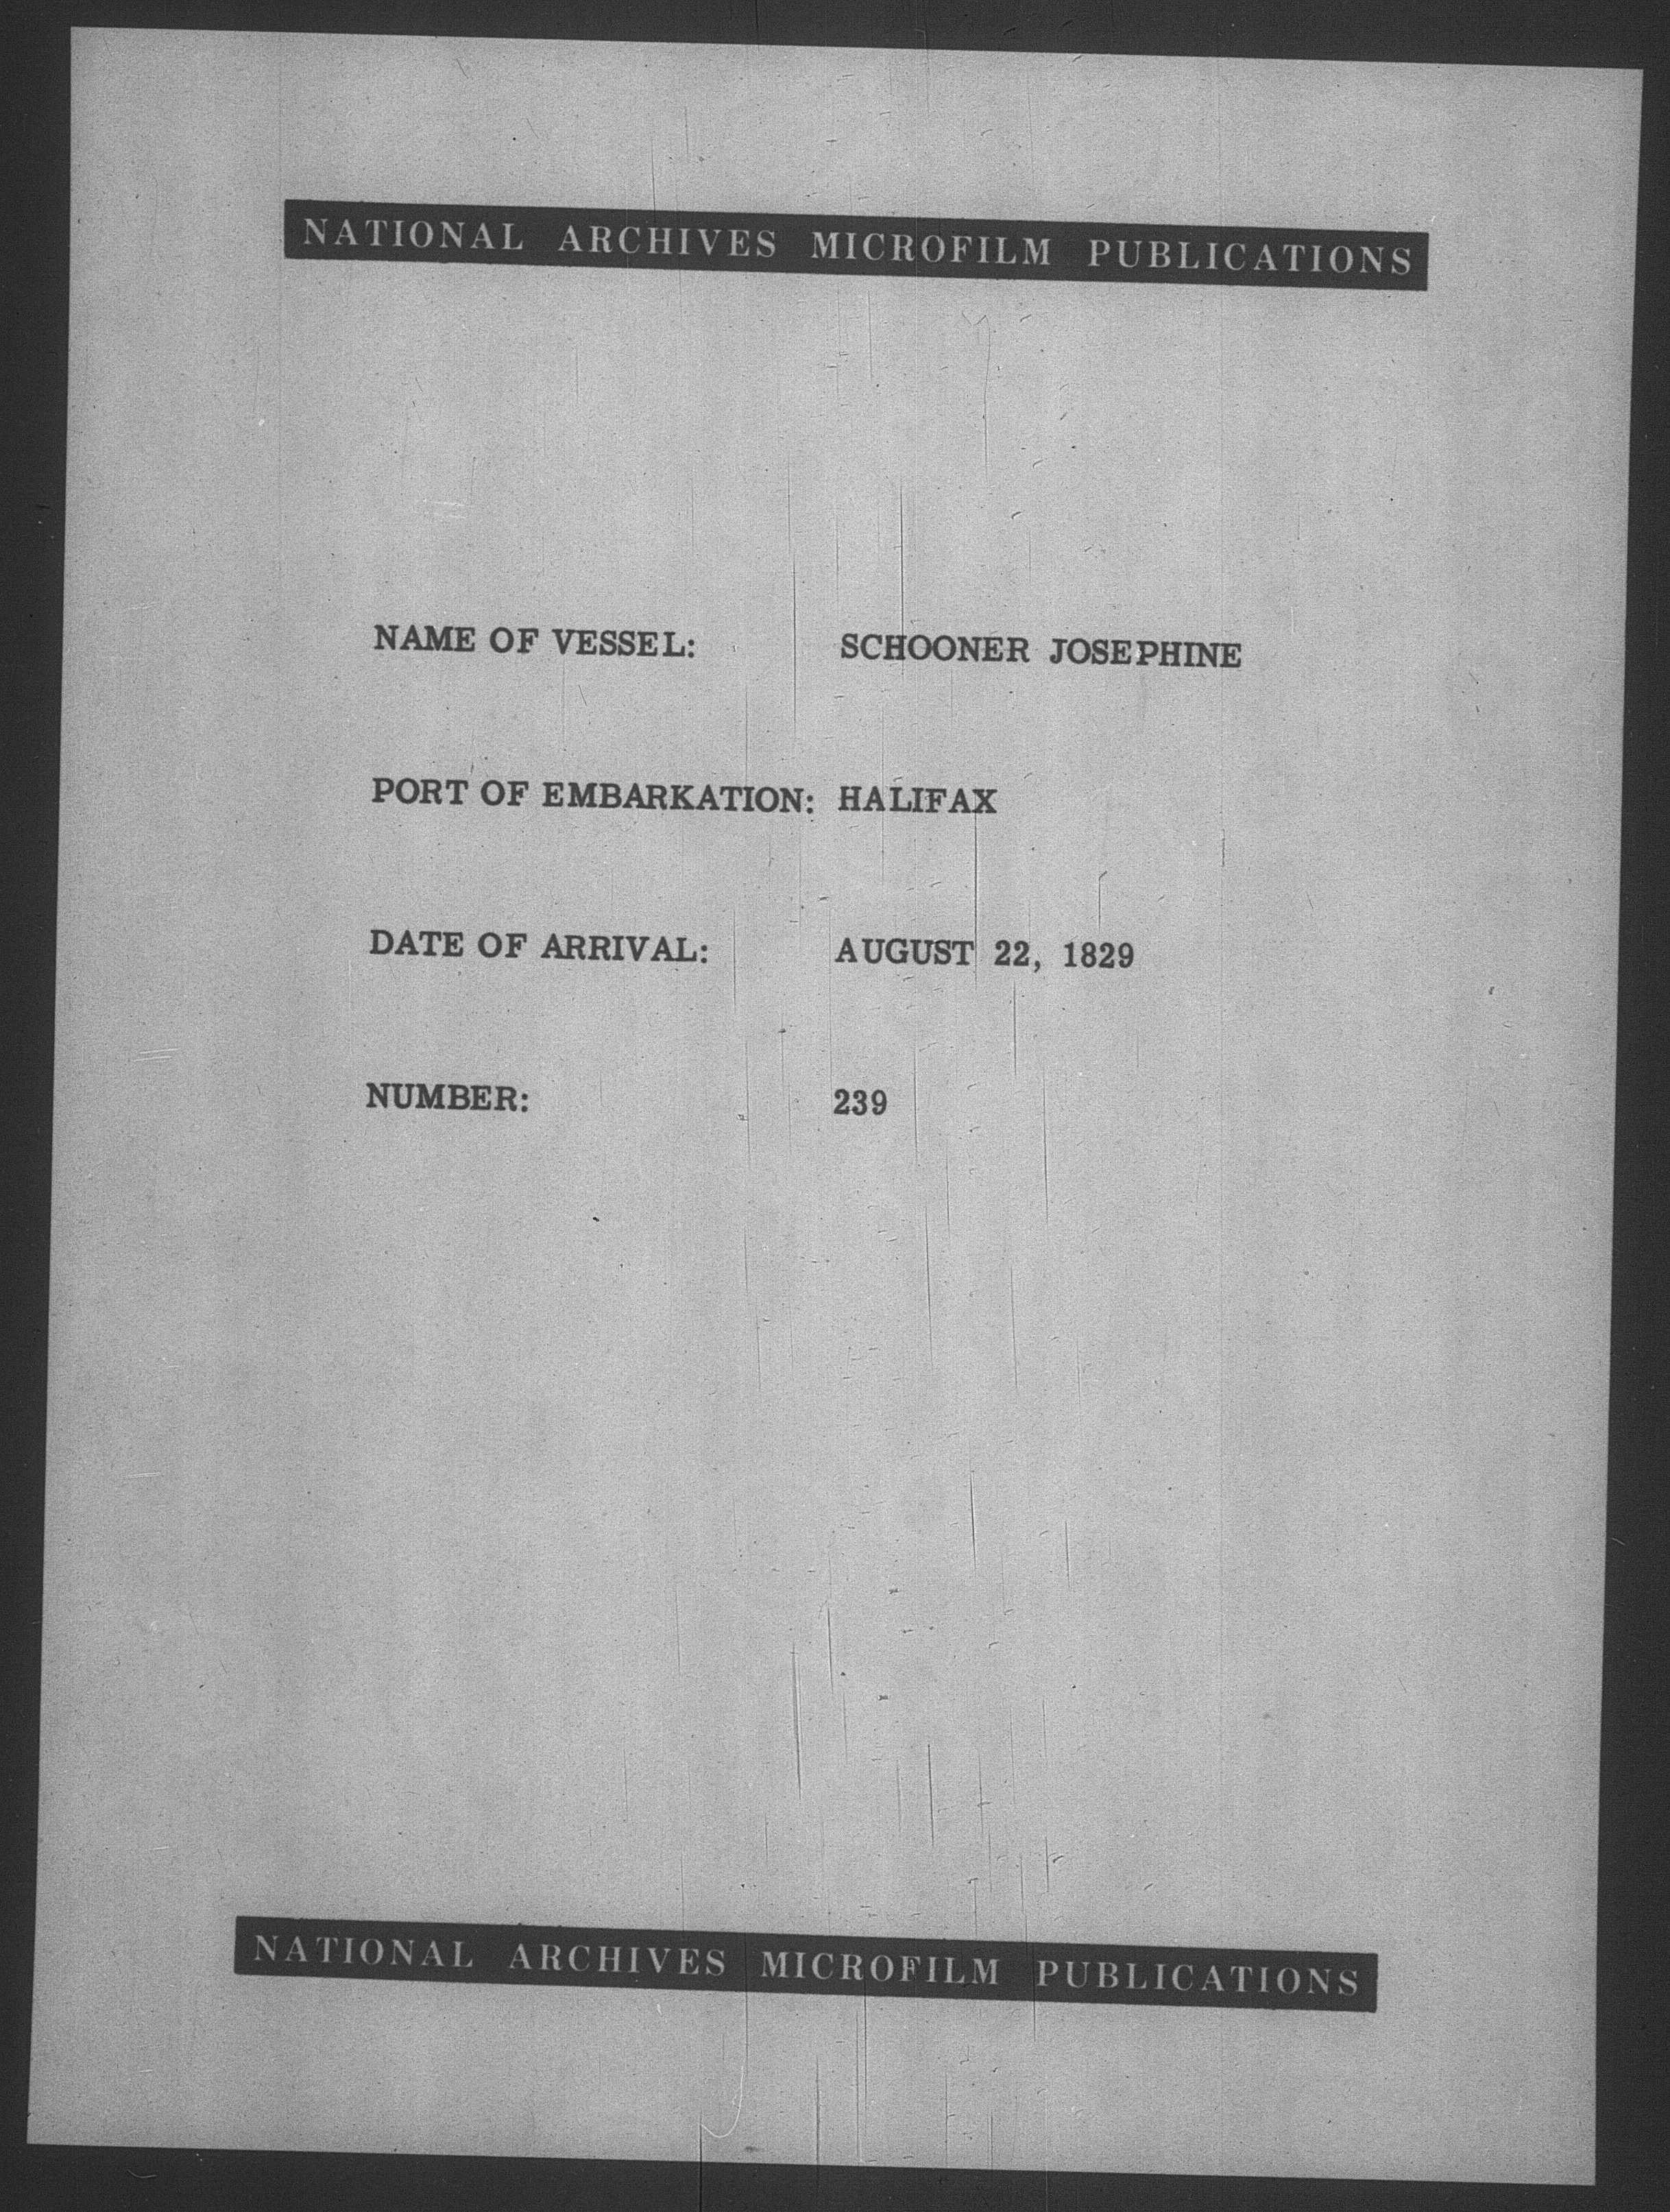 NATIONAL ARCHIVES MICROFILM PUBLICATIONS
NAME OF VESSEL: SCHOONER JOSEPHINE
PORT OF EMBARKATION: HALIFAX
DATE OF ARRIVAL: AUGUST 22, 1829
NUMBER: 239
NATIONAL ARCHIVES MICROFILM PUBLICATIONS